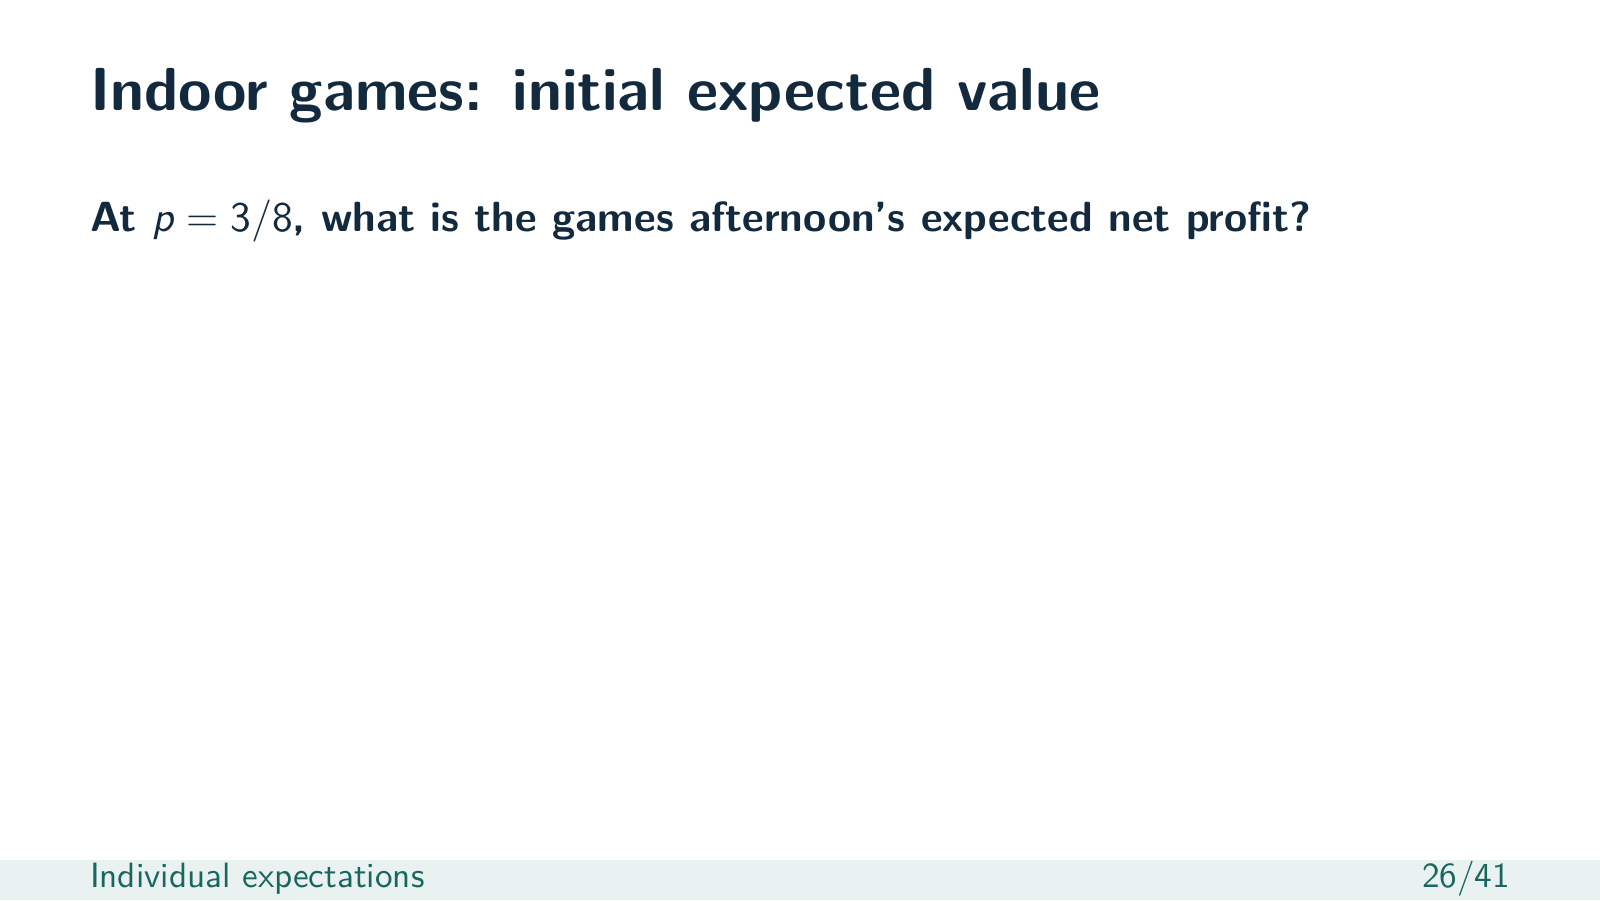 Indoor games: initial expected value
At p = 3/8, what is the games afternoon's expected net profit?
Individual expectations
26/41